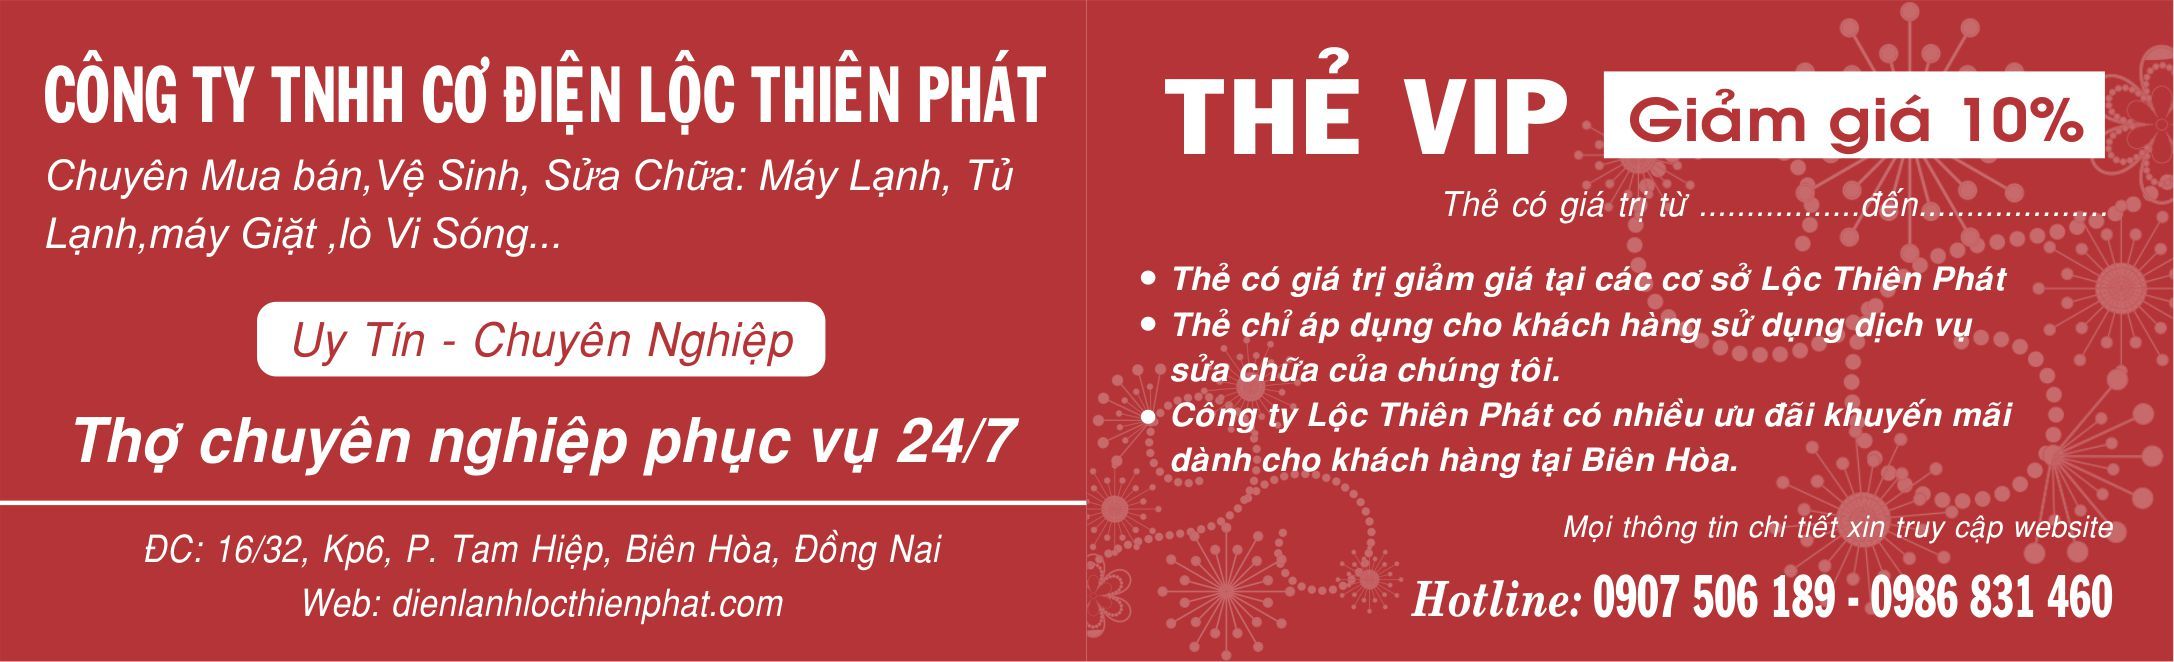 CÔNG TY TNHH CƠ ĐIỆN LỘC THIÊN PHÁT
Chuyên Mua bán,Vệ Sinh, Sửa Chữa: Máy Lạnh, Tủ
Lạnh,máy Giặt ,lò Vi Sóng...
Uy Tín - Chuyên Nghiệp
Thợ chuyên nghiệp phục vụ 24/7
ĐC: 16/32, Kp6, P. Tam Hiệp, Biên Hòa, Đồng Nai
Web: dienlanhlocthienphat.com
THẺ VIP Giảm giá 10%
Thẻ có giá trị từ .................đến....................
• Thẻ có giá trị giảm giá tại các cơ sở Lộc Thiên Phát
• Thẻ chỉ áp dụng cho khách hàng sử dụng dịch vụ
sửa chữa của chúng tôi.
• Công ty Lộc Thiên Phát có nhiều ưu đãi khuyến mãi
dành cho khách hàng tại Biên Hòa.
Mọi thông tin chi tiết xin truy cập website
Hotline: 0907 506 189 - 0986 831 460